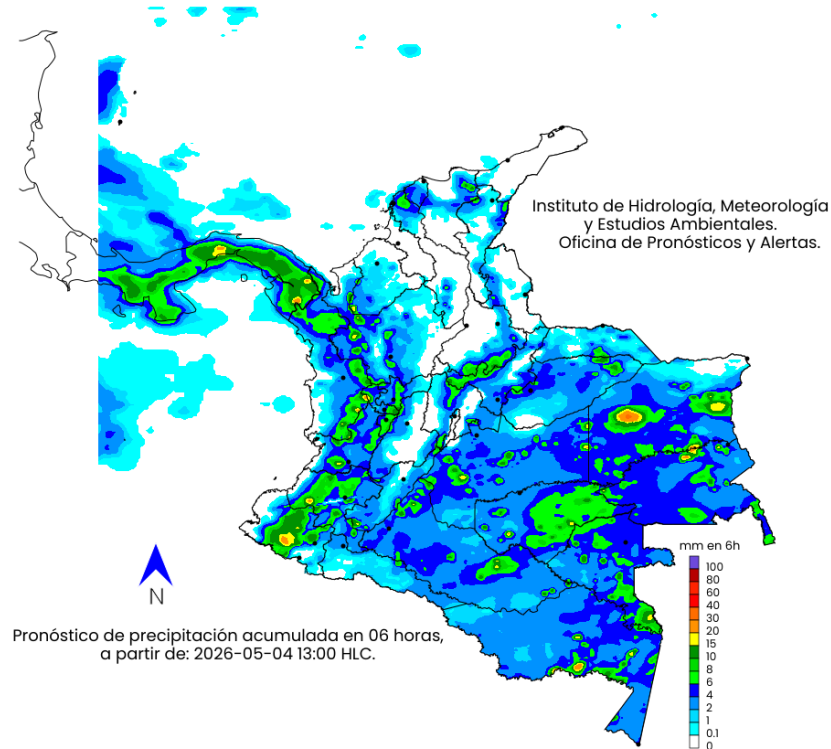 Instituto de Hidrología, Meteorología
y Estudios Ambientales.
Oficina de Pronósticos y Alertas.
mm en 6h
100
80
60
40
30
20
15
10
8
6
4
2
1
0.1
0
N
Pronóstico de precipitación acumulada en 06 horas,
a partir de: 2026-05-04 13:00 HLC.